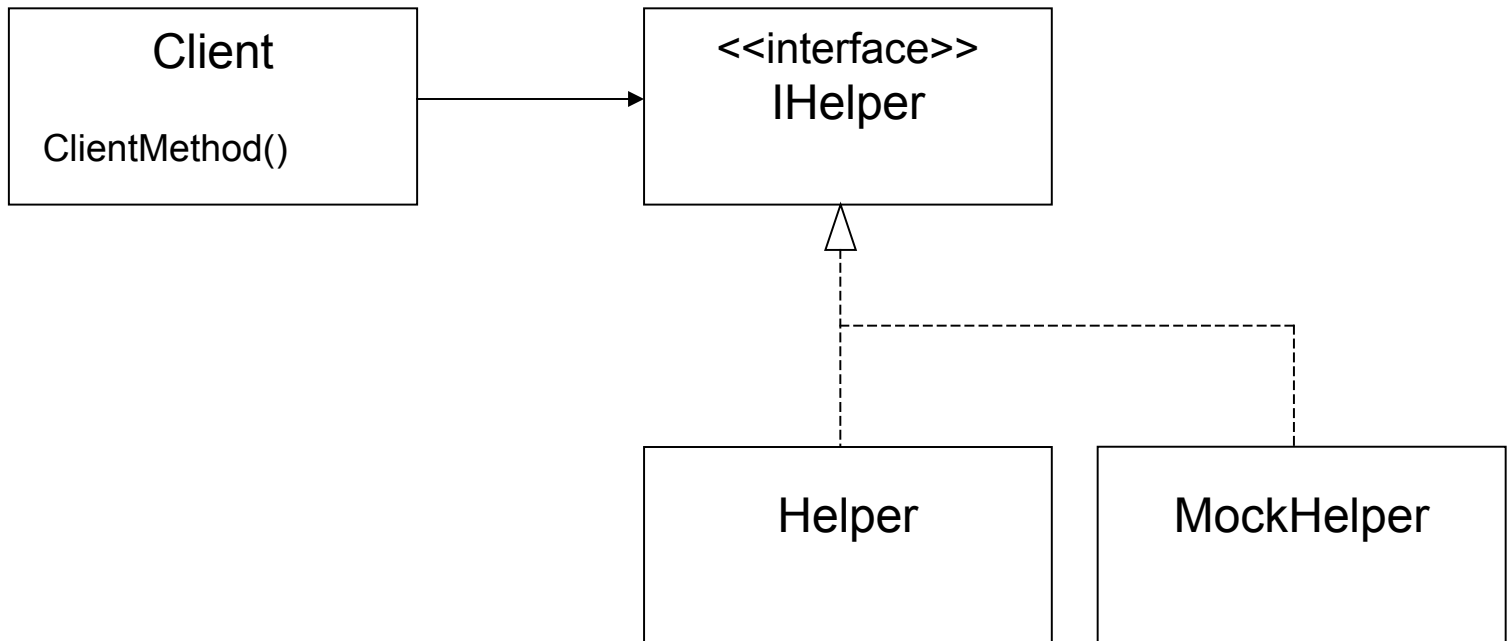 Client
ClientMethod()
<<interface>>
IHelper
Helper
MockHelper